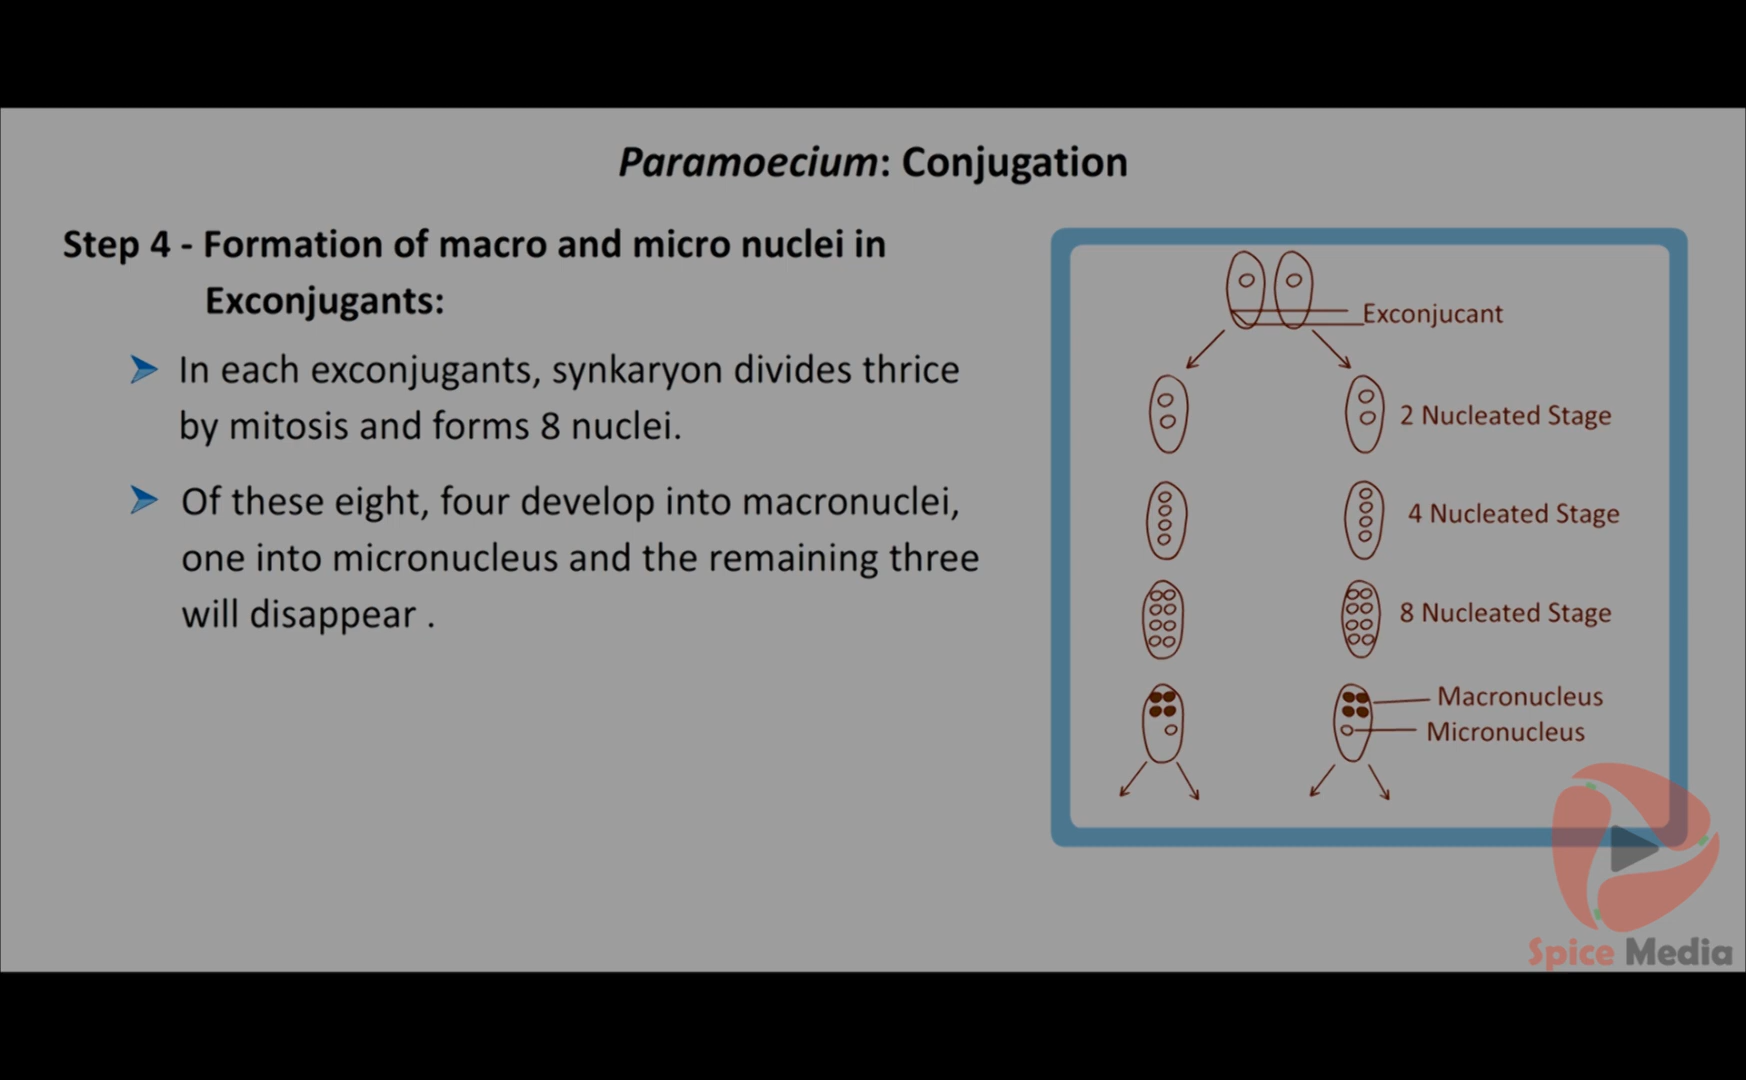 Paramoecium: Conjugation
Step 4 - Formation of macro and micro nuclei in
Exconjugants:
In each exconjugants, synkaryon divides thrice
by mitosis and forms 8 nuclei.
Of these eight, four develop into macronuclei,
one into micronucleus and the remaining three
will disappear .
Exconjucant
2 Nucleated Stage
4 Nucleated Stage
8 Nucleated Stage
Macronucleus
Micronucleus
Spice Media